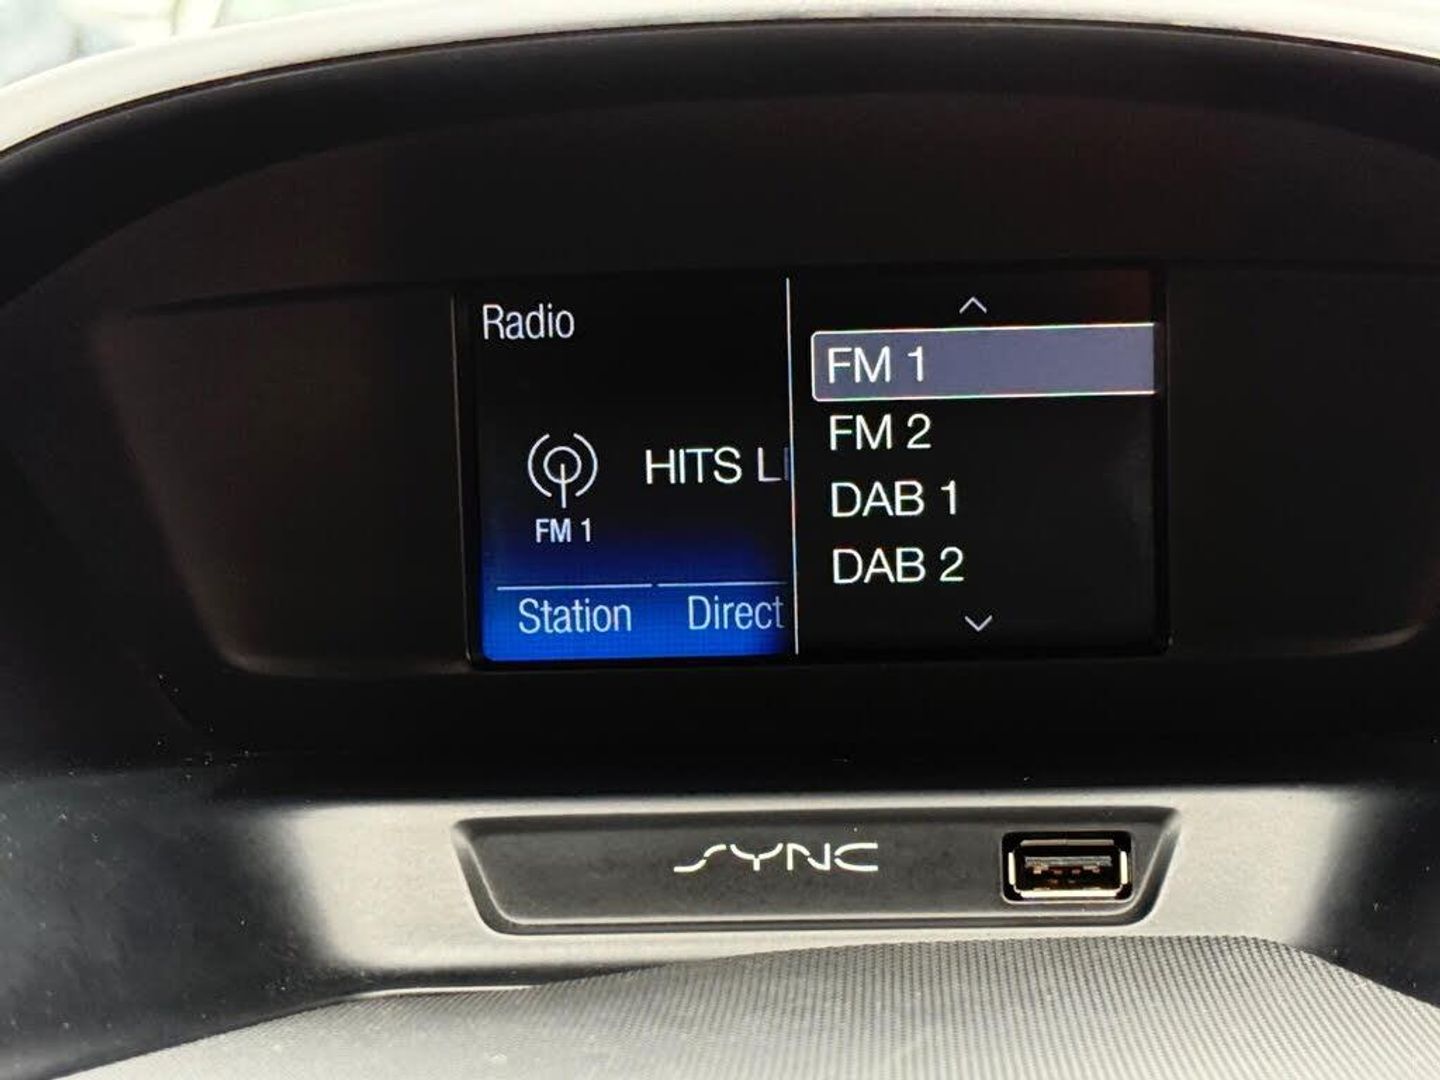 Radio
FM 1
HITS
FM 1
Station
Direct
FM 2
DAB 1
DAB 2
SYNC